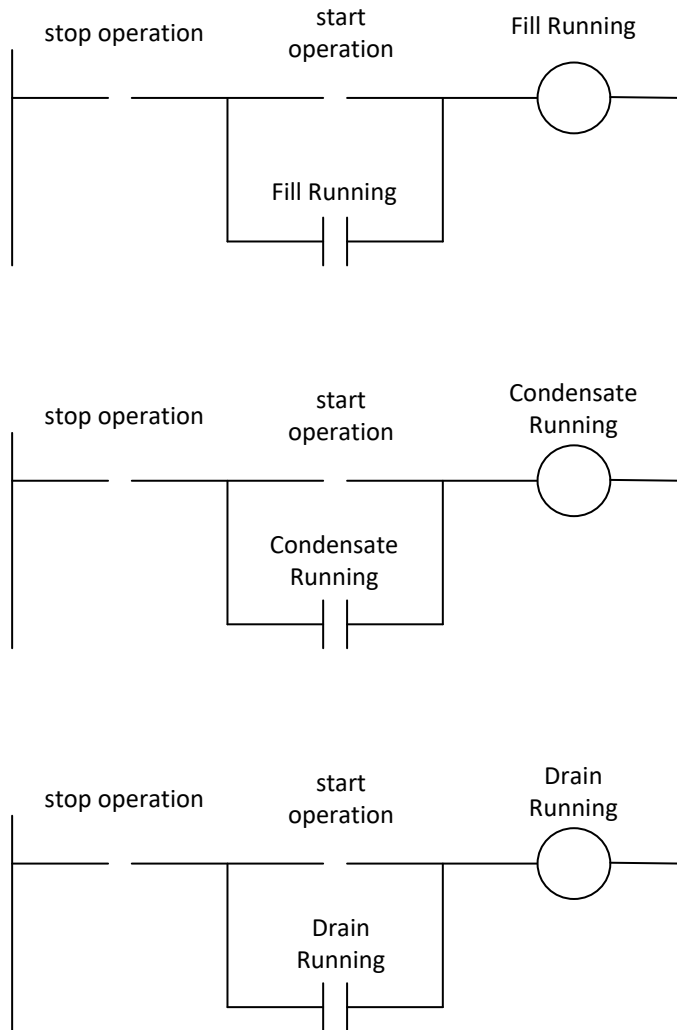 stop operation
start
operation
Fill Running
Fill Running
stop operation
start
operation
Condensate
Running
Condensate
Running
stop operation
start
operation
Drain
Running
Drain
Running